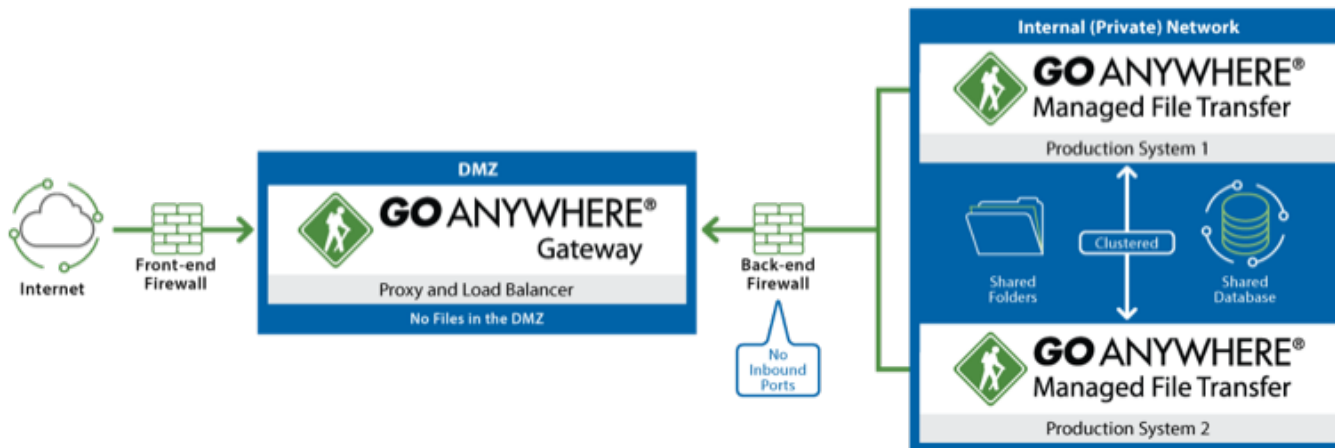 Internet
Front-end
Firewall
DMZ
GO ANYWHERE®
Gateway
Proxy and Load Balancer
No Files in the DMZ
Back-end
Firewall
No
Inbound
Ports
Internal (Private) Network
GO ANYWHERE®
Managed File Transfer
Production System 1
Shared
Folders
Clustered
Shared
Database
GO ANYWHERE®
Managed File Transfer
Production System 2